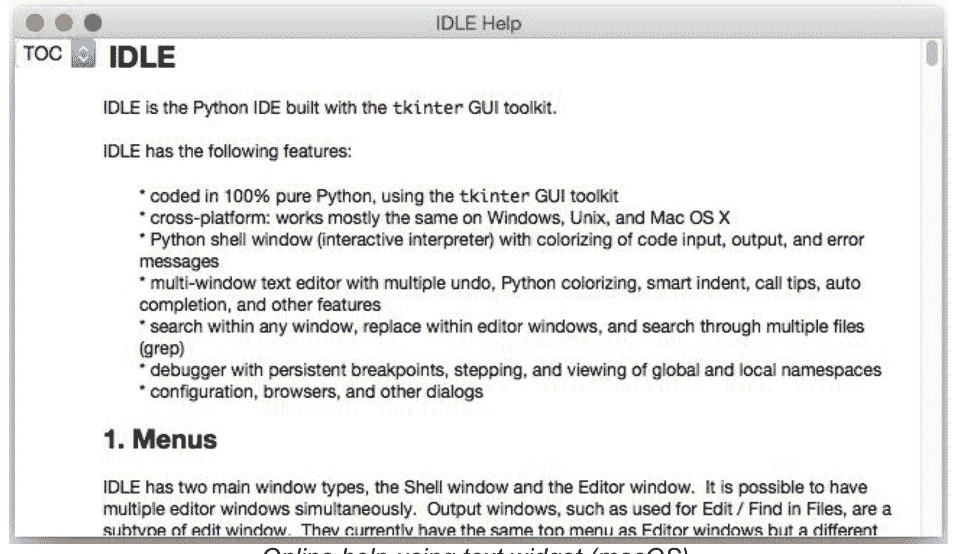 IDLE Help
TOC
IDLE
IDLE is the Python IDE built with the tkinter GUI toolkit.
IDLE has the following features:
* coded in 100% pure Python, using the tkinter GUI toolkit
* cross-platform: works mostly the same on Windows, Unix, and Mac OS X
* Python shell window (interactive interpreter) with colorizing of code input, output, and error
messages
* multi-window text editor with multiple undo, Python colorizing, smart indent, call tips, auto
completion, and other features
* search within any window, replace within editor windows, and search through multiple files
(grep)
* debugger with persistent breakpoints, stepping, and viewing of global and local namespaces
* configuration, browsers, and other dialogs
1. Menus
IDLE has two main window types, the Shell window and the Editor window. It is possible to have
multiple editor windows simultaneously. Output windows, such as used for Edit / Find in Files, are a
subtype of edit window. They currently have the same top menu as Editor windows but a different
Online help using text widget (macOS)